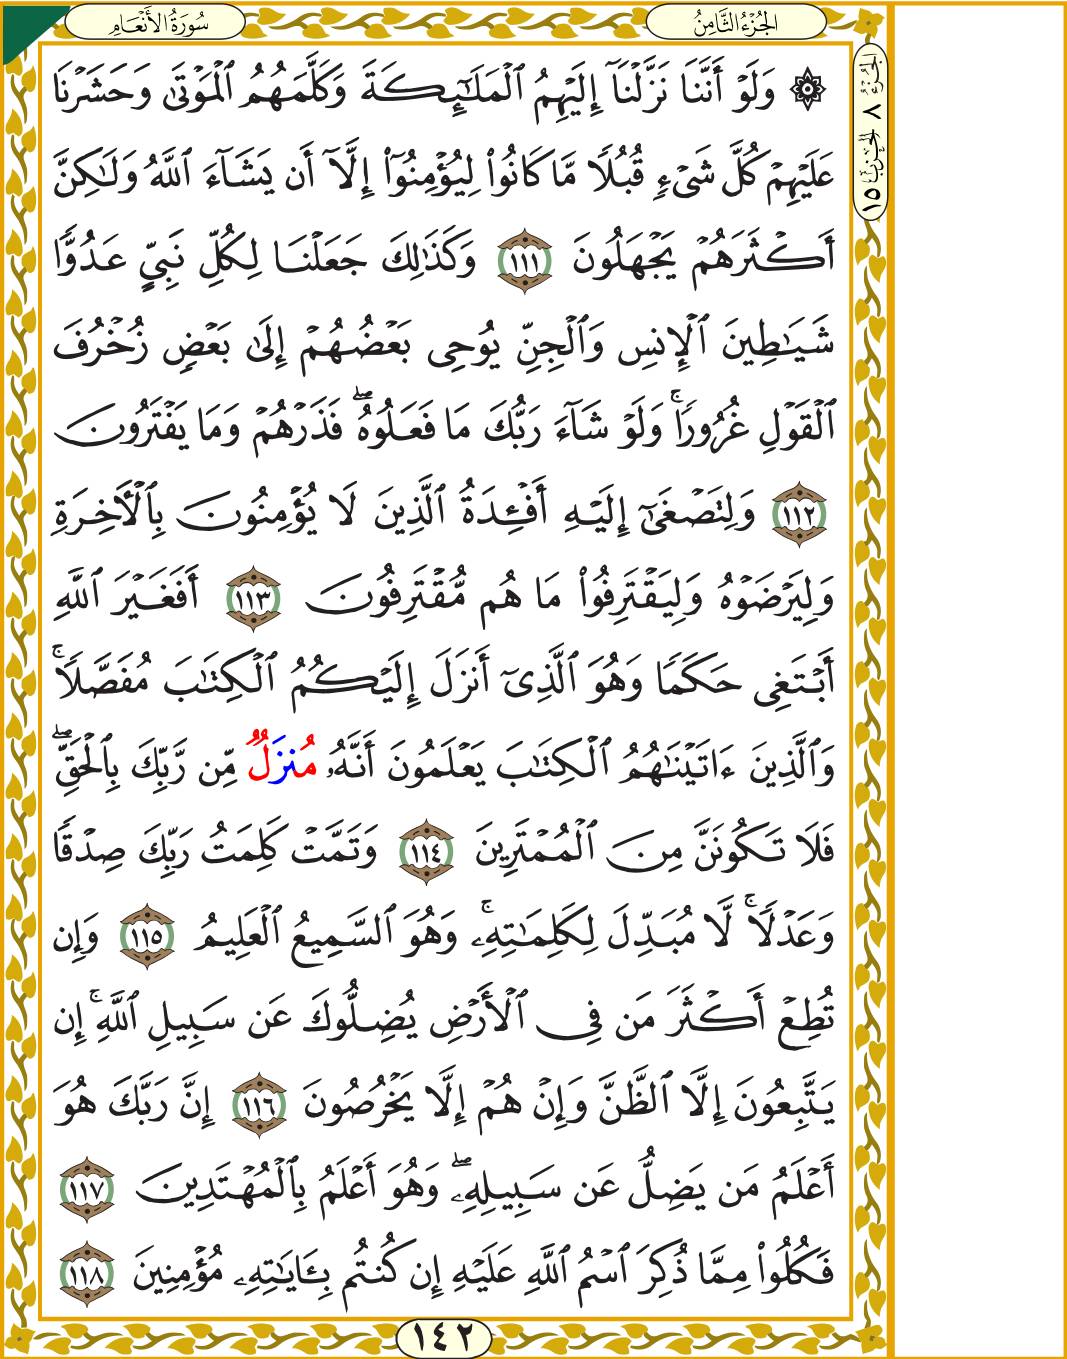 سُورَةُ الأَنْعَامِ
الجُزْءُ الثَّامِنُ
الجزء ٨ الحزب ١٥
۞ وَلَوْ أَنَّنَا نَزَّلْنَآ إِلَيْهِمُ ٱلْمَلَـٰٓئِكَةَ وَكَلَّمَهُمُ ٱلْمَوْتَىٰ وَحَشَرْنَا
عَلَيْهِمْ كُلَّ شَىْءٍ قُبُلًا مَّا كَانُوا۟ لِيُؤْمِنُوٓا۟ إِلَّآ أَن يَشَآءَ ٱللَّهُ وَلَـٰكِنَّ
أَكْثَرَهُمْ يَجْهَلُونَ ١١١ وَكَذَٰلِكَ جَعَلْنَا لِكُلِّ نَبِىٍّ عَدُوًّا
شَيَـٰطِينَ ٱلْإِنسِ وَٱلْجِنِّ يُوحِى بَعْضُهُمْ إِلَىٰ بَعْضٍ زُخْرُفَ
ٱلْقَوْلِ غُرُورًا ۚ وَلَوْ شَآءَ رَبُّكَ مَا فَعَلُوهُ ۖ فَذَرْهُمْ وَمَا يَفْتَرُونَ
١١٢ وَلِتَصْغَىٰٓ إِلَيْهِ أَفْـِٔدَةُ ٱلَّذِينَ لَا يُؤْمِنُونَ بِٱلْـَٔاخِرَةِ
وَلِيَرْضَوْهُ وَلِيَقْتَرِفُوا۟ مَا هُم مُّقْتَرِفُونَ ١١٣ أَفَغَيْرَ ٱللَّهِ
أَبْتَغِى حَكَمًا وَهُوَ ٱلَّذِىٓ أَنزَلَ إِلَيْكُمُ ٱلْكِتَـٰبَ مُفَصَّلًا ۚ
وَٱلَّذِينَ ءَاتَيْنَـٰهُمُ ٱلْكِتَـٰبَ يَعْلَمُونَ أَنَّهُۥ مُنزَلٌ مِّن رَّبِّكَ بِٱلْحَقِّ ۖ
فَلَا تَكُونَنَّ مِنَ ٱلْمُمْتَرِينَ ١١٤ وَتَمَّتْ كَلِمَتُ رَبِّكَ صِدْقًا
وَعَدْلًا ۚ لَّا مُبَدِّلَ لِكَلِمَـٰتِهِۦ ۚ وَهُوَ ٱلسَّمِيعُ ٱلْعَلِيمُ ١١٥ وَإِن
تُطِعْ أَكْثَرَ مَن فِى ٱلْأَرْضِ يُضِلُّوكَ عَن سَبِيلِ ٱللَّهِ ۚ إِن
يَتَّبِعُونَ إِلَّا ٱلظَّنَّ وَإِنْ هُمْ إِلَّا يَخْرُصُونَ ١١٦ إِنَّ رَبَّكَ هُوَ
أَعْلَمُ مَن يَضِلُّ عَن سَبِيلِهِۦ ۖ وَهُوَ أَعْلَمُ بِٱلْمُهْتَدِينَ ١١٧
فَكُلُوا۟ مِمَّا ذُكِرَ ٱسْمُ ٱللَّهِ عَلَيْهِ إِن كُنتُم بِـَٔايَـٰتِهِۦ مُؤْمِنِينَ ١١٨
١٤٢